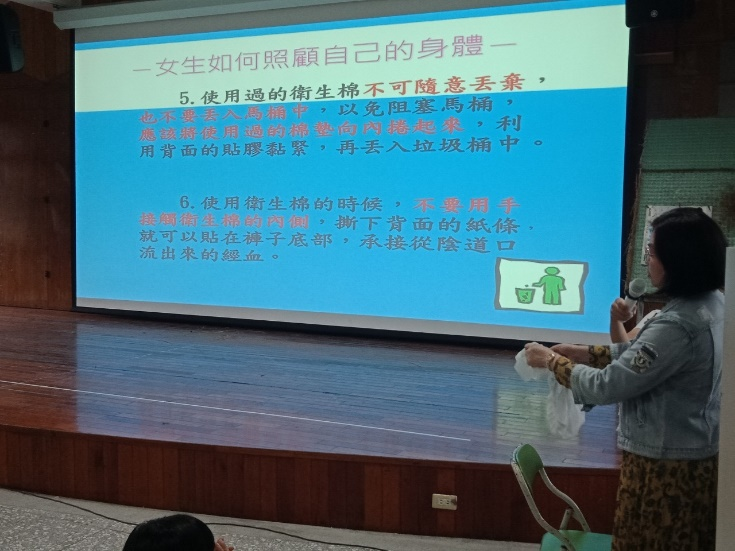 －女生如何照顧自己的身體－
5. 使用過的衛生棉不可隨意丟棄，
也不要丟入馬桶中，以免阻塞馬桶，
應該將使用過的棉墊向內捲起來，利
用背面的貼膠黏緊，再丟入垃圾桶中。
6. 使用衛生棉的時候，不要用手
接觸衛生棉的內側，撕下背面的紙條．
就可以貼在褲子底部，承接從陰道口
流出來的經血。